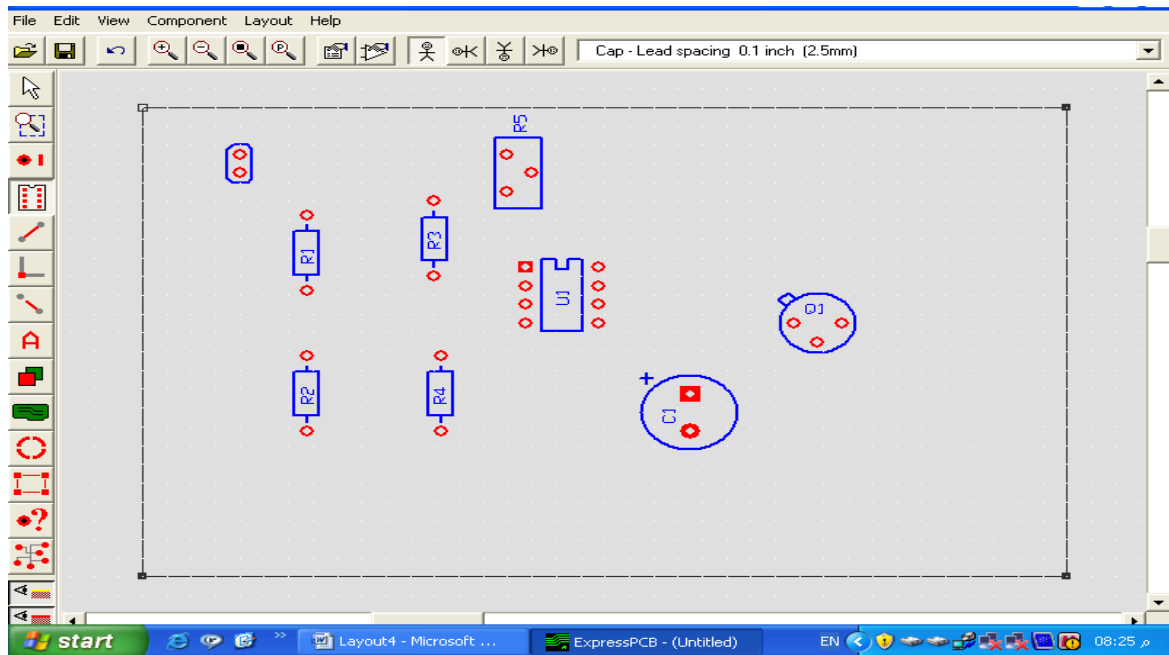 File Edit View Component Layout Help
Cap - Lead spacing 0.1 inch (2.5mm)
R5
R1
R3
U1
Q1
R2
R4
+
C1
start
Layout4 - Microsoft ...
ExpressPCB - (Untitled)
EN
08:25 م